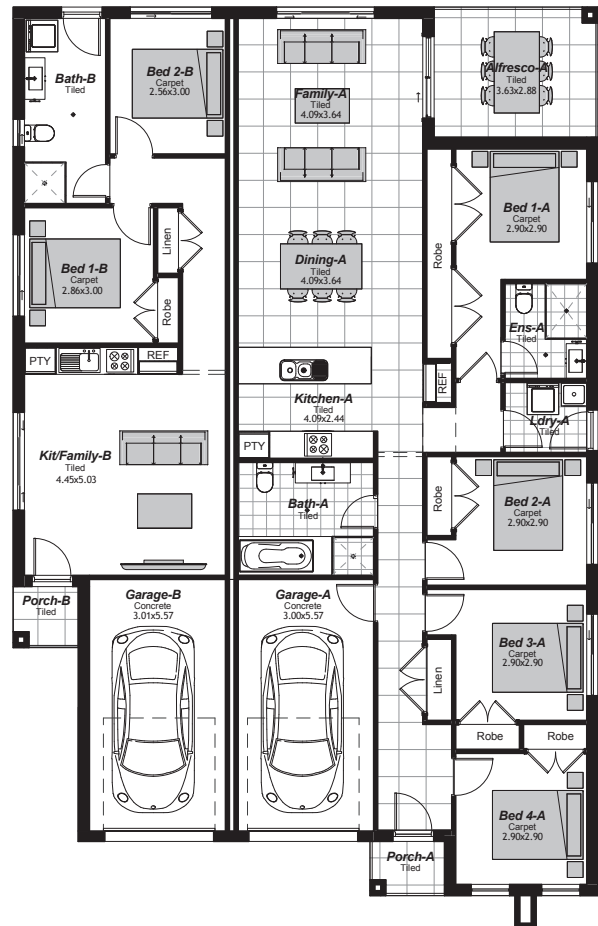 Bath-B
Tiled
Bed 2-B
Carpet
2.56x3.00
Family-A
Tiled
4.09x3.64
Alfresco-A
Tiled
3.63x2.88
Bed 1-B
Carpet
2.86x3.00
Linen
Robe
Dining-A
Tiled
4.09x3.64
Robe
Bed 1-A
Carpet
2.90x2.90
Ens-A
Tiled
PTY
REF
Kitchen-A
Tiled
4.09x2.44
REF
Ldry-A
Tiled
PTY
Kit/Family-B
Tiled
4.45x5.03
Bath-A
Tiled
Robe
Bed 2-A
Carpet
2.90x2.90
Porch-B
Tiled
Garage-B
Concrete
3.01x5.57
Garage-A
Concrete
3.00x5.57
Linen
Bed 3-A
Carpet
2.90x2.90
Robe
Robe
Bed 4-A
Carpet
2.90x2.90
Porch-A
Tiled